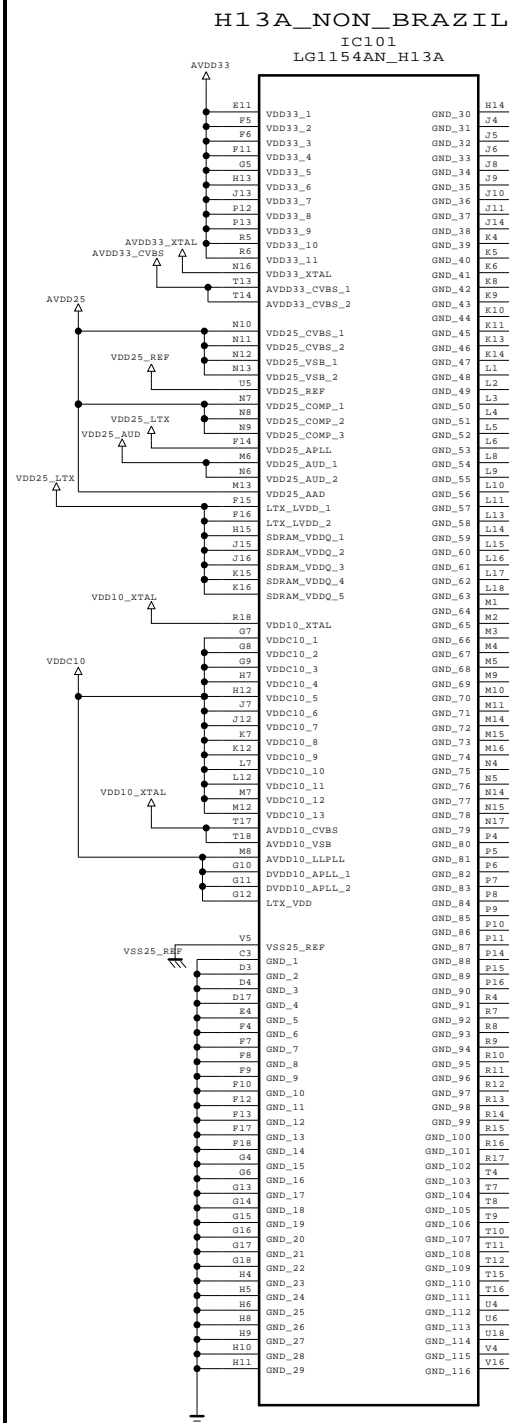 H13A_NON_BRAZIL
IC101
LG1154AN_H13A
AVDD33
E11 VDD33_1
F5 VDD33_2
F6 VDD33_3
F11 VDD33_4
G5 VDD33_5
H13 VDD33_6
J13 VDD33_7
P12 VDD33_8
P13 VDD33_9
R5 VDD33_10
R6 VDD33_11
AVDD33_XTAL
N16 VDD33_XTAL
AVDD33_CVBS
T13 AVDD33_CVBS_1
T14 AVDD33_CVBS_2
AVDD25
N10 VDD25_CVBS_1
N11 VDD25_CVBS_2
N12 VDD25_VSB_1
N13 VDD25_VSB_2
VDD25_REF
U5 VDD25_REF
N7 VDD25_COMP_1
N8 VDD25_COMP_2
N9 VDD25_COMP_3
VDD25_LTX
F14 VDD25_APLL
VDD25_AUD
M6 VDD25_AUD_1
N6 VDD25_AUD_2
M13 VDD25_AAD
VDD25_LTX
F15 LTX_LVDD_1
F16 LTX_LVDD_2
H15 SDRAM_VDDQ_1
J15 SDRAM_VDDQ_2
J16 SDRAM_VDDQ_3
K15 SDRAM_VDDQ_4
K16 SDRAM_VDDQ_5
VDD10_XTAL
R18 VDD10_XTAL
VDDC10
G7 VDDC10_1
G8 VDDC10_2
G9 VDDC10_3
H7 VDDC10_4
H12 VDDC10_5
J7 VDDC10_6
J12 VDDC10_7
K7 VDDC10_8
K12 VDDC10_9
L7 VDDC10_10
L12 VDDC10_11
M7 VDDC10_12
M12 VDDC10_13
VDD10_XTAL
T17 AVDD10_CVBS
T18 AVDD10_VSB
M8 AVDD10_LLPLL
G10 DVDD10_APLL_1
G11 DVDD10_APLL_2
G12 LTX_VDD
VSS25_REF
V5 VSS25_REF
C3 GND_1
D3 GND_2
D4 GND_3
D17 GND_4
E4 GND_5
F4 GND_6
F7 GND_7
F8 GND_8
F9 GND_9
F10 GND_10
F12 GND_11
F13 GND_12
F17 GND_13
F18 GND_14
G4 GND_15
G6 GND_16
G13 GND_17
G14 GND_18
G15 GND_19
G16 GND_20
G17 GND_21
G18 GND_22
H4 GND_23
H5 GND_24
H6 GND_25
H8 GND_26
H9 GND_27
H10 GND_28
H11 GND_29
GND_30 H14
GND_31 J4
GND_32 J5
GND_33 J6
GND_34 J8
GND_35 J9
GND_36 J10
GND_37 J11
GND_38 J14
GND_39 K4
GND_40 K5
GND_41 K6
GND_42 K8
GND_43 K9
GND_44 K10
GND_45 K11
GND_46 K13
GND_47 K14
GND_48 L1
GND_49 L2
GND_50 L3
GND_51 L4
GND_52 L5
GND_53 L6
GND_54 L8
GND_55 L9
GND_56 L10
GND_57 L11
GND_58 L13
GND_59 L14
GND_60 L15
GND_61 L16
GND_62 L17
GND_63 L18
GND_64 M1
GND_65 M2
GND_66 M3
GND_67 M4
GND_68 M5
GND_69 M9
GND_70 M10
GND_71 M11
GND_72 M14
GND_73 M15
GND_74 M16
GND_75 N4
GND_76 N5
GND_77 N14
GND_78 N15
GND_79 N17
GND_80 P4
GND_81 P5
GND_82 P6
GND_83 P7
GND_84 P8
GND_85 P9
GND_86 P10
GND_87 P11
GND_88 P14
GND_89 P15
GND_90 P16
GND_91 R4
GND_92 R7
GND_93 R8
GND_94 R9
GND_95 R10
GND_96 R11
GND_97 R12
GND_98 R13
GND_99 R14
GND_100 R15
GND_101 R16
GND_102 R17
GND_103 T4
GND_104 T7
GND_105 T8
GND_106 T9
GND_107 T10
GND_108 T11
GND_109 T12
GND_110 T15
GND_111 T16
GND_112 U4
GND_113 U6
GND_114 U18
GND_115 V4
GND_116 V16